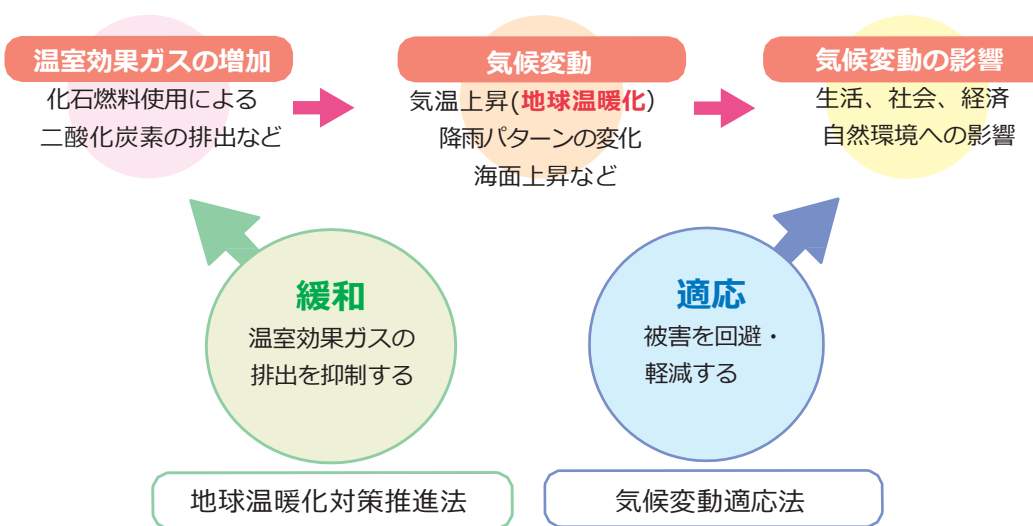 温室効果ガスの増加
化石燃料使用による
二酸化炭素の排出など
気候変動
気温上昇(地球温暖化)
降雨パターンの変化
海面上昇など
気候変動の影響
生活、社会、経済
自然環境への影響
緩和
温室効果ガスの
排出を抑制する
適応
被害を回避・
軽減する
地球温暖化対策推進法
気候変動適応法